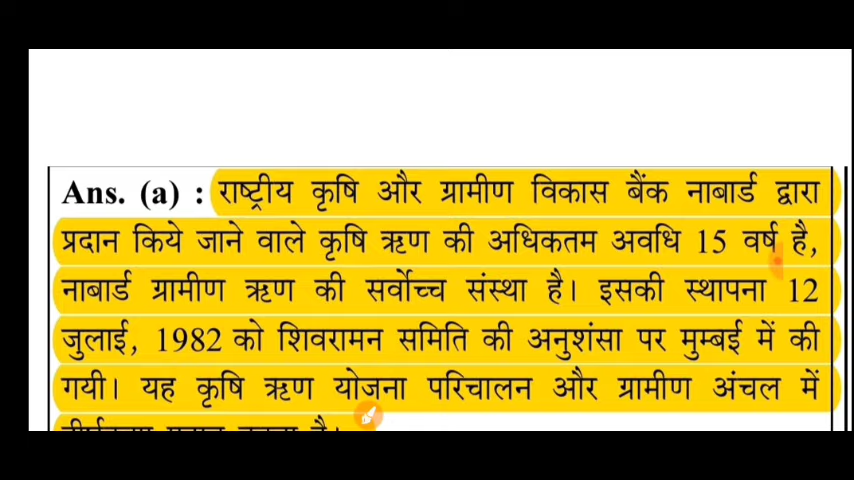 Ans. (a) : राष्ट्रीय कृषि और ग्रामीण विकास बैंक नाबार्ड द्वारा
प्रदान किये जाने वाले कृषि ऋण की अधिकतम अवधि 15 वर्ष है,
नाबार्ड ग्रामीण ऋण की सर्वोच्च संस्था है। इसकी स्थापना 12
जुलाई, 1982 को शिवरामन समिति की अनुशंसा पर मुम्बई में की
गयी। यह कृषि ऋण योजना परिचालन और ग्रामीण अंचल में